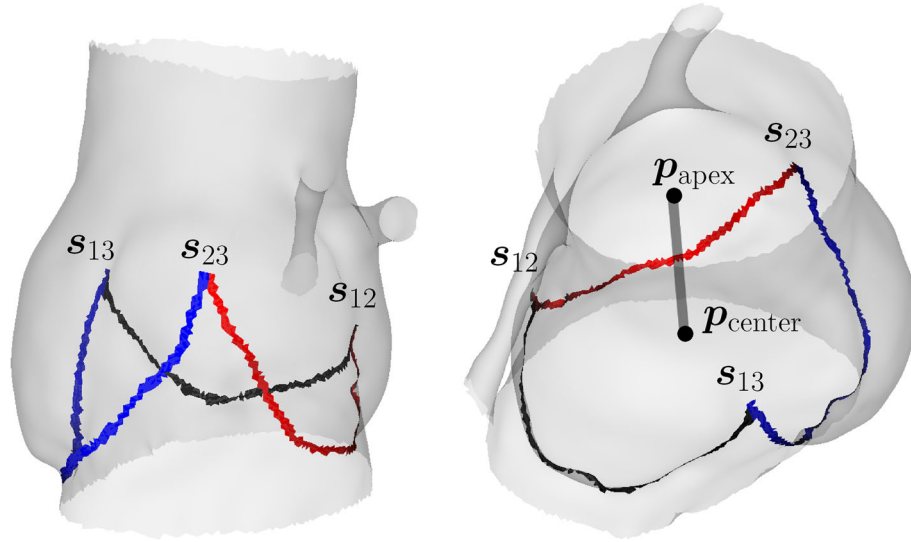 s₁₃
s₂₃
s₁₂
s₂₃
p_apex
s₁₂
p_center
s₁₃